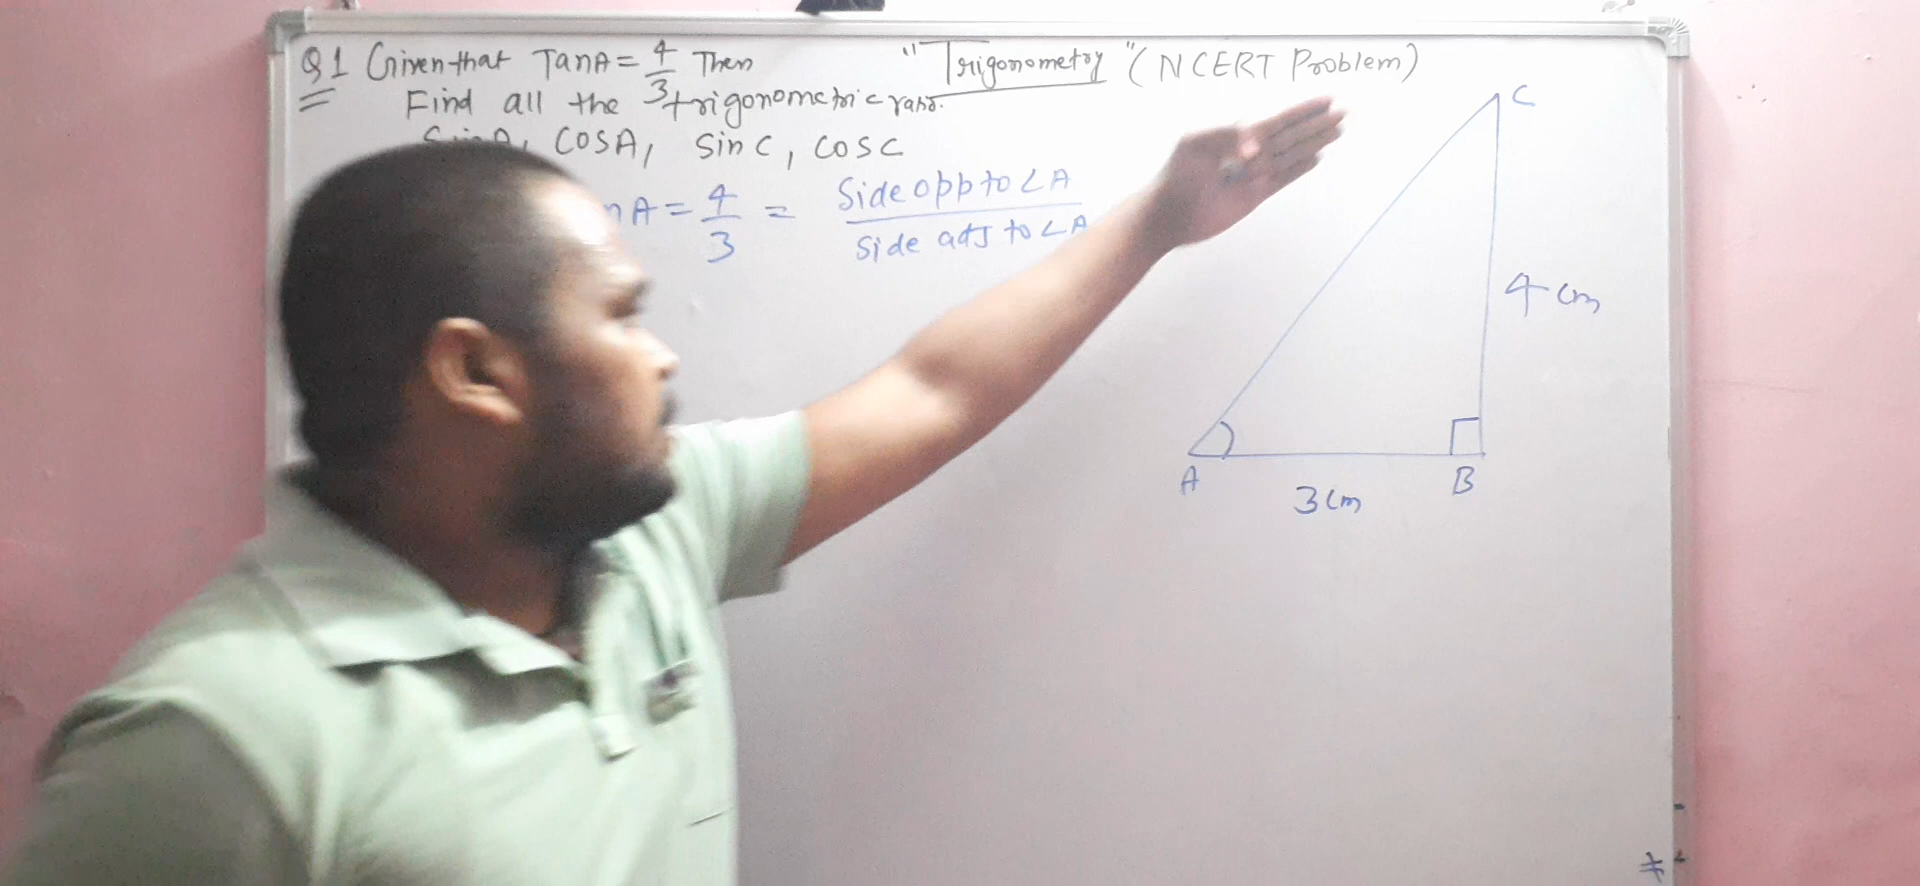 Q1 Given that TanA = 4/3 Then
"Trigonometry" (NCERT Problem)
Find all the trigonometric ratio.
SinA, COSA, Sin C, COS C
nA = 4/3 = Side opp to ∠A / Side adj to ∠A
C
4 cm
A
B
3 cm